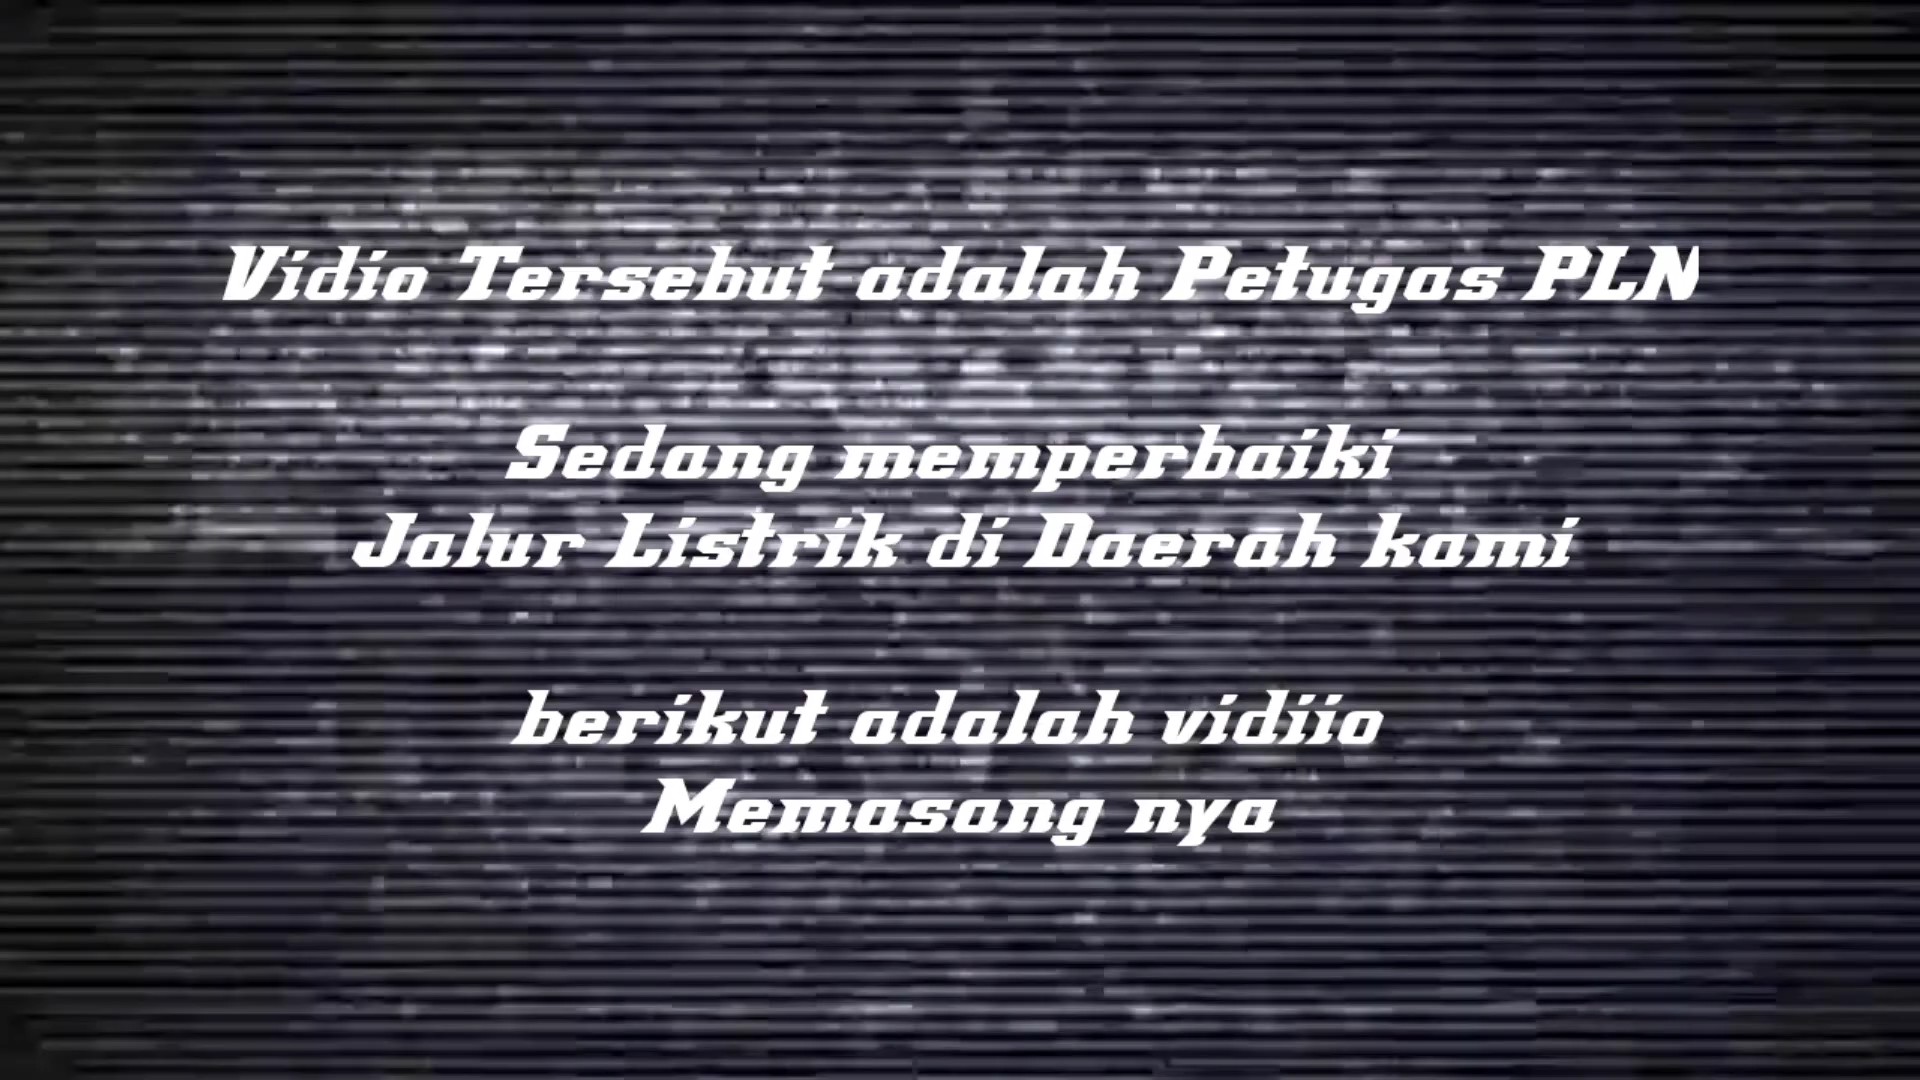 Vidio Tersebut adalah Petugas PLN
Sedang memperbaiki
Jalur Listrik di Daerah kami
berikut adalah vidiio
Memasang nya